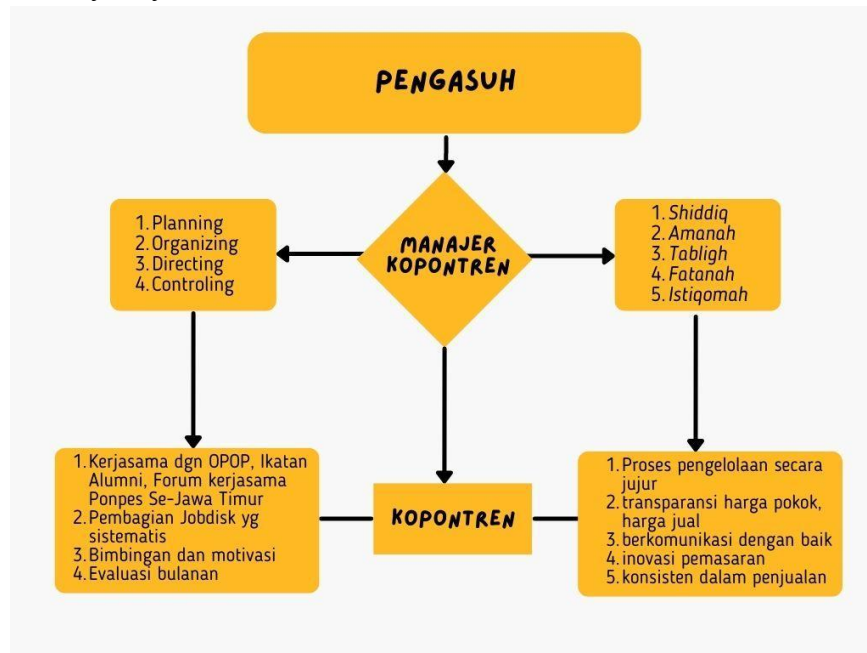 PENGASUH
MANAJER
KOPONTREN
1. Planning
2. Organizing
3. Directing
4. Controling
1. Shiddiq
2. Amanah
3. Tabligh
4. Fatanah
5. Istiqomah
1. Kerjasama dgn OPOP, Ikatan
Alumni, Forum kerjasama
Ponpes Se-Jawa Timur
2. Pembagian Jobdisk yg
sistematis
3. Bimbingan dan motivasi
4. Evaluasi bulanan
KOPONTREN
1. Proses pengelolaan secara
jujur
2. transparansi harga pokok,
harga jual
3. berkomunikasi dengan baik
4. inovasi pemasaran
5. konsisten dalam penjualan